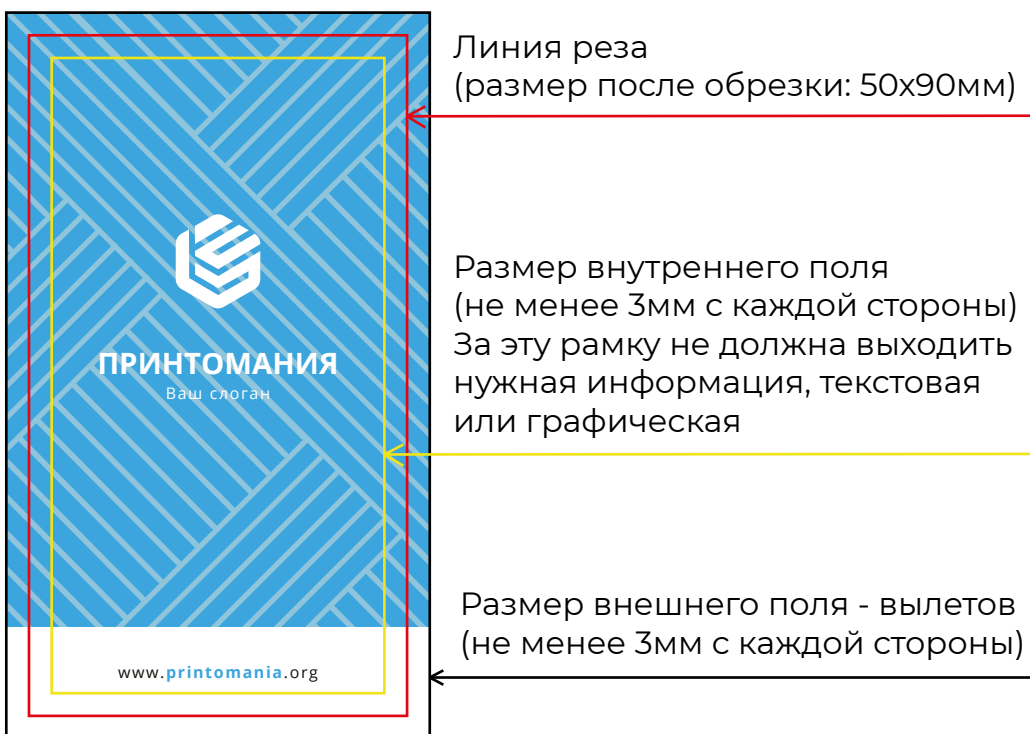 Линия реза
(размер после обрезки: 50х90мм)
Размер внутреннего поля
(не менее 3мм с каждой стороны)
За эту рамку не должна выходить
нужная информация, текстовая
или графическая
ПРИНТОМАНИЯ
Ваш слоган
Размер внешнего поля - вылетов
(не менее 3мм с каждой стороны)
www.printomania.org